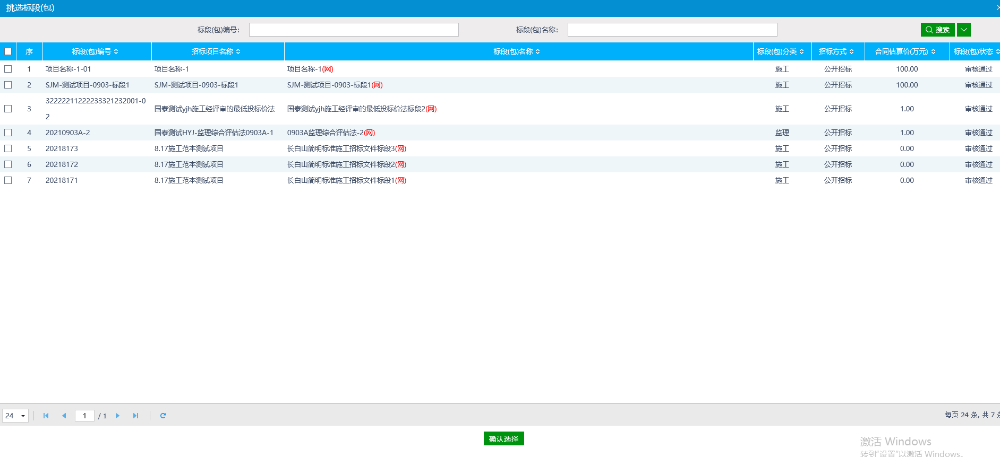 挑选标段(包)
标段(包)编号： 标段(包)名称： 搜索
序 标段(包)编号 招标项目名称 标段(包)名称 标段(包)分类 招标方式 合同估算价(万元) 标段(包)状态
1 项目名称-1-01 项目名称-1 项目名称-1(网) 施工 公开招标 100.00 审核通过
2 SJM-测试项目-0903-标段1 SJM-测试项目-0903-标段1 SJM-测试项目-0903-标段1(网) 施工 公开招标 100.00 审核通过
32222211222233321232001-0
3 国泰测试yjh施工经评审的最低投标价法 国泰测试yjh施工经评审的最低投标价法标段2(网) 施工 公开招标 1.00 审核通过
2
4 20210903A-2 国泰测试HYJ-监理综合评估法0903A-1 0903A监理综合评估法-2(网) 监理 公开招标 1.00 审核通过
5 20218173 8.17施工范本测试项目 长白山简明标准施工招标文件标段3(网) 施工 公开招标 0.00 审核通过
6 20218172 8.17施工范本测试项目 长白山简明标准施工招标文件标段2(网) 施工 公开招标 0.00 审核通过
7 20218171 8.17施工范本测试项目 长白山简明标准施工招标文件标段1(网) 施工 公开招标 0.00 审核通过
24 1 / 1 每页 24 条, 共 7 条
确认选择
激活 Windows
转到"设置"以激活 Windows。